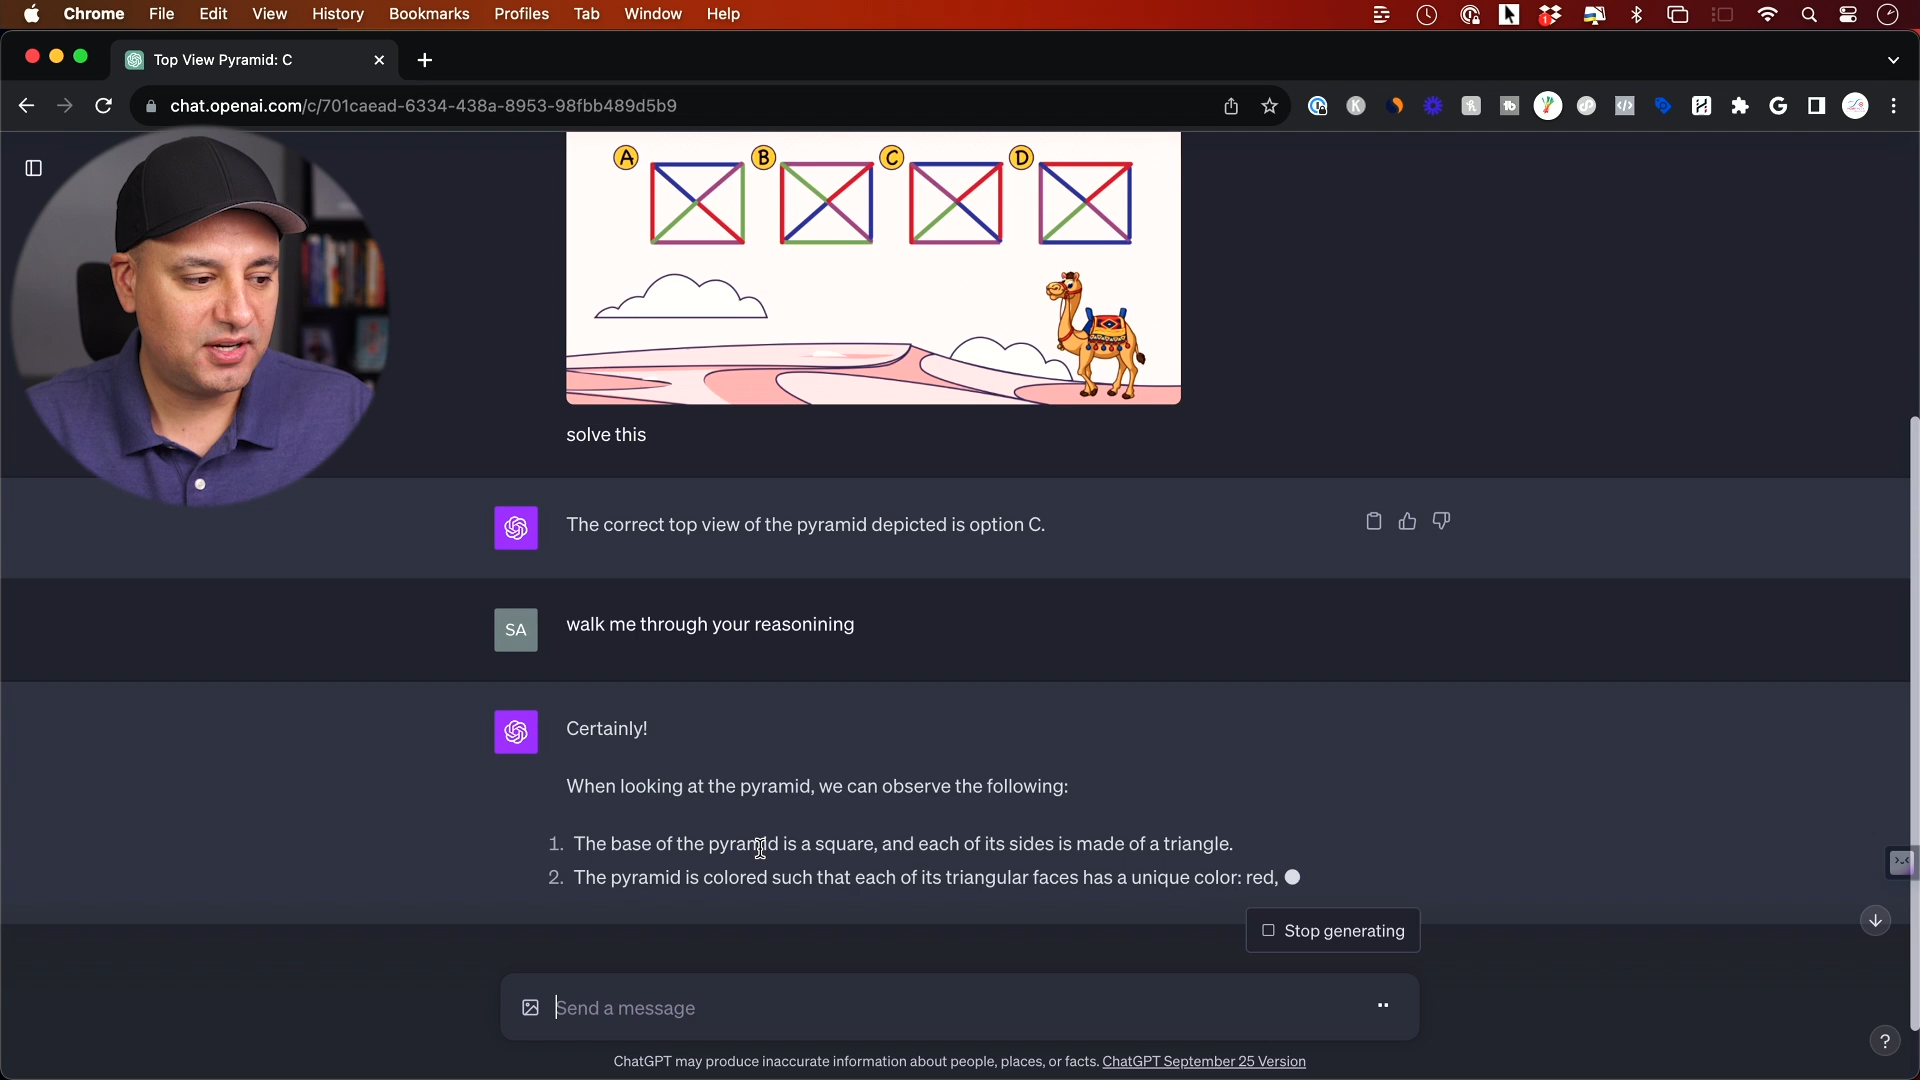 Chrome File Edit View History Bookmarks Profiles Tab Window Help
Top View Pyramid: C
chat.openai.com/c/701caead-6334-438a-8953-98fbb489d5b9
A B C D
solve this
The correct top view of the pyramid depicted is option C.
SA
walk me through your reasonining
Certainly!
When looking at the pyramid, we can observe the following:
1. The base of the pyramid is a square, and each of its sides is made of a triangle.
2. The pyramid is colored such that each of its triangular faces has a unique color: red,
Stop generating
Send a message
?
ChatGPT may produce inaccurate information about people, places, or facts. ChatGPT September 25 Version